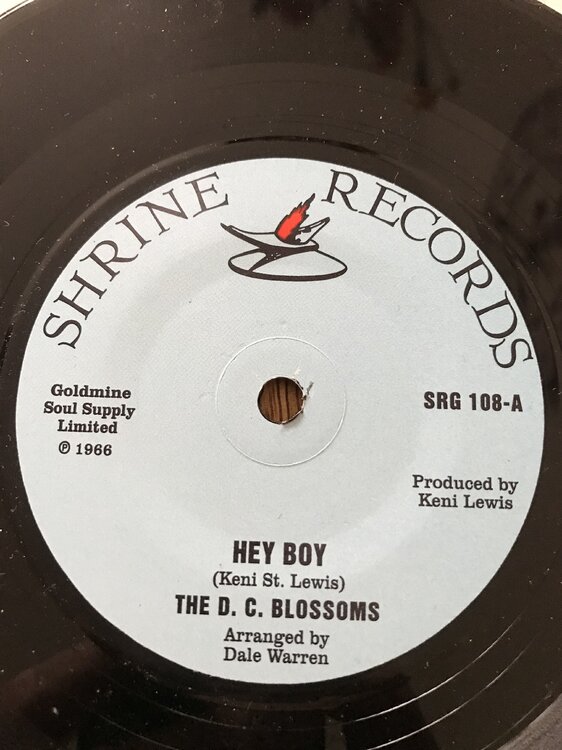 SHRINE RECORDS
Goldmine
Soul Supply
Limited
℗ 1966
SRG 108-A
Produced by
Keni Lewis
HEY BOY
(Keni St. Lewis)
THE D. C. BLOSSOMS
Arranged by
Dale Warren